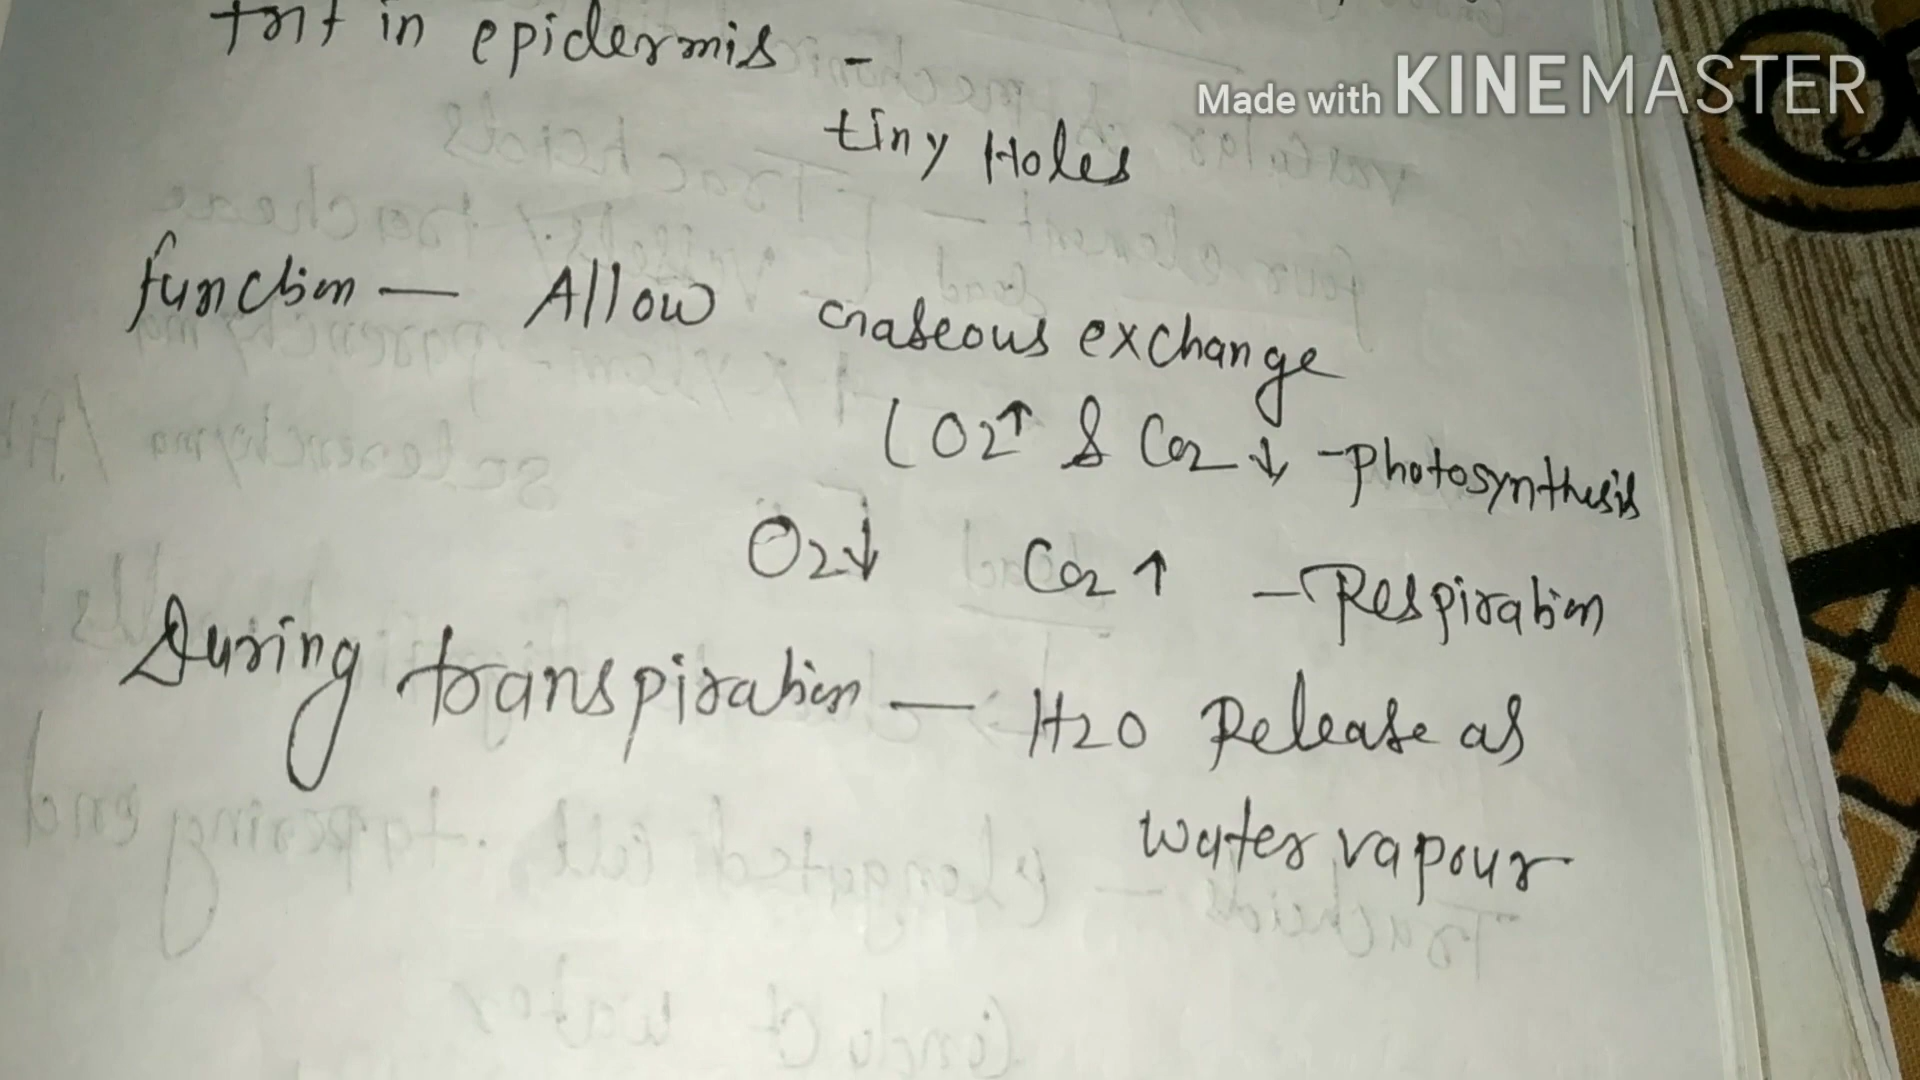 in epidermis -
tiny Holes
function — Allow Gaseous exchange
( O2↑ & Co2 ↓ - Photosynthesis
O2↓ Co2 ↑ - Respiration
During transpiration — H2O Release as
water vapour
Made with KINEMASTER